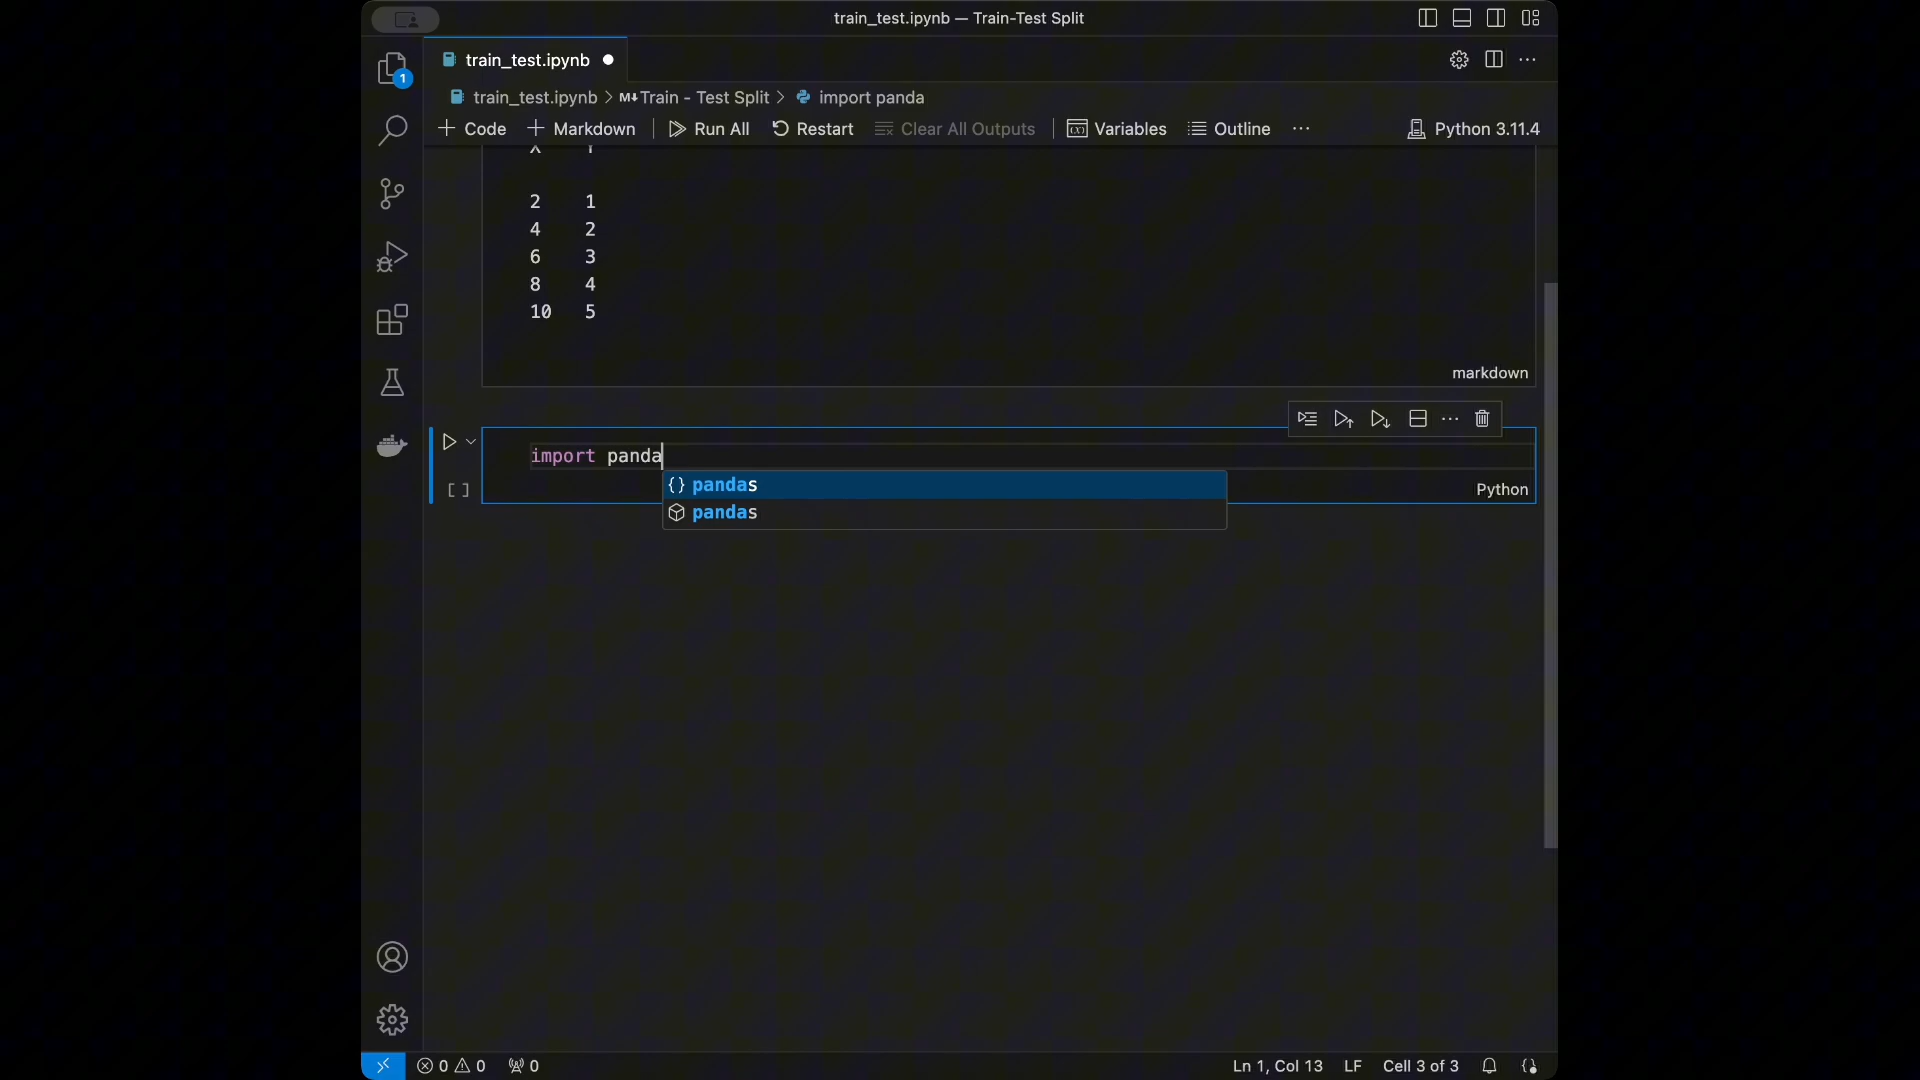 train_test.ipynb — Train-Test Split
train_test.ipynb
1
train_test.ipynb > M↓ Train - Test Split > import panda
+ Code + Markdown Run All Restart Clear All Outputs Variables Outline ... Python 3.11.4
X Y
2 1
4 2
6 3
8 4
10 5
markdown
import panda
[ ]
{} pandas
Python
pandas
0 0 0 Ln 1, Col 13 LF Cell 3 of 3